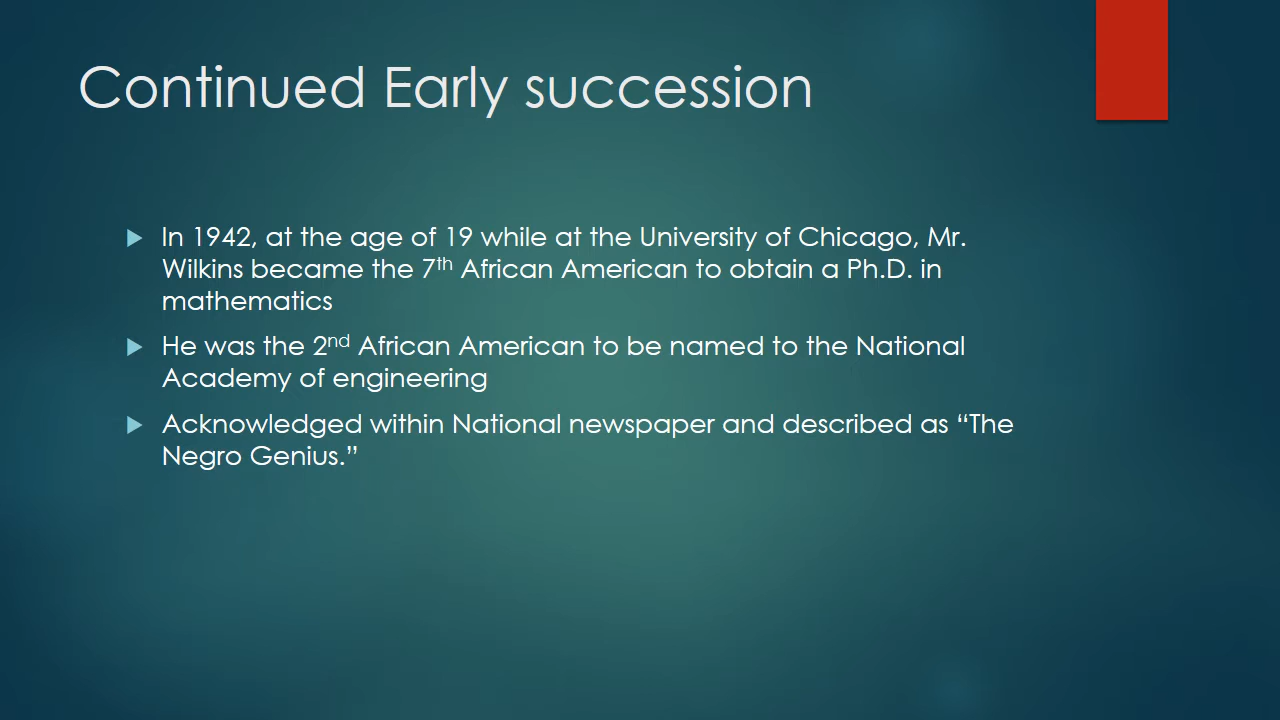 Continued Early succession
In 1942, at the age of 19 while at the University of Chicago, Mr.
Wilkins became the 7th African American to obtain a Ph.D. in
mathematics
He was the 2nd African American to be named to the National
Academy of engineering
Acknowledged within National newspaper and described as “The
Negro Genius.”